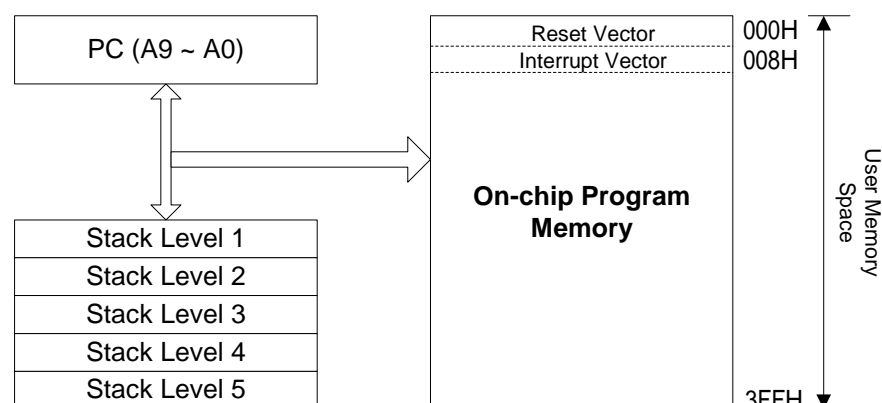 PC (A9 ~ A0)
Stack Level 1
Stack Level 2
Stack Level 3
Stack Level 4
Stack Level 5
Reset Vector
Interrupt Vector
On-chip Program
Memory
000H
008H
3FFH
User Memory
Space